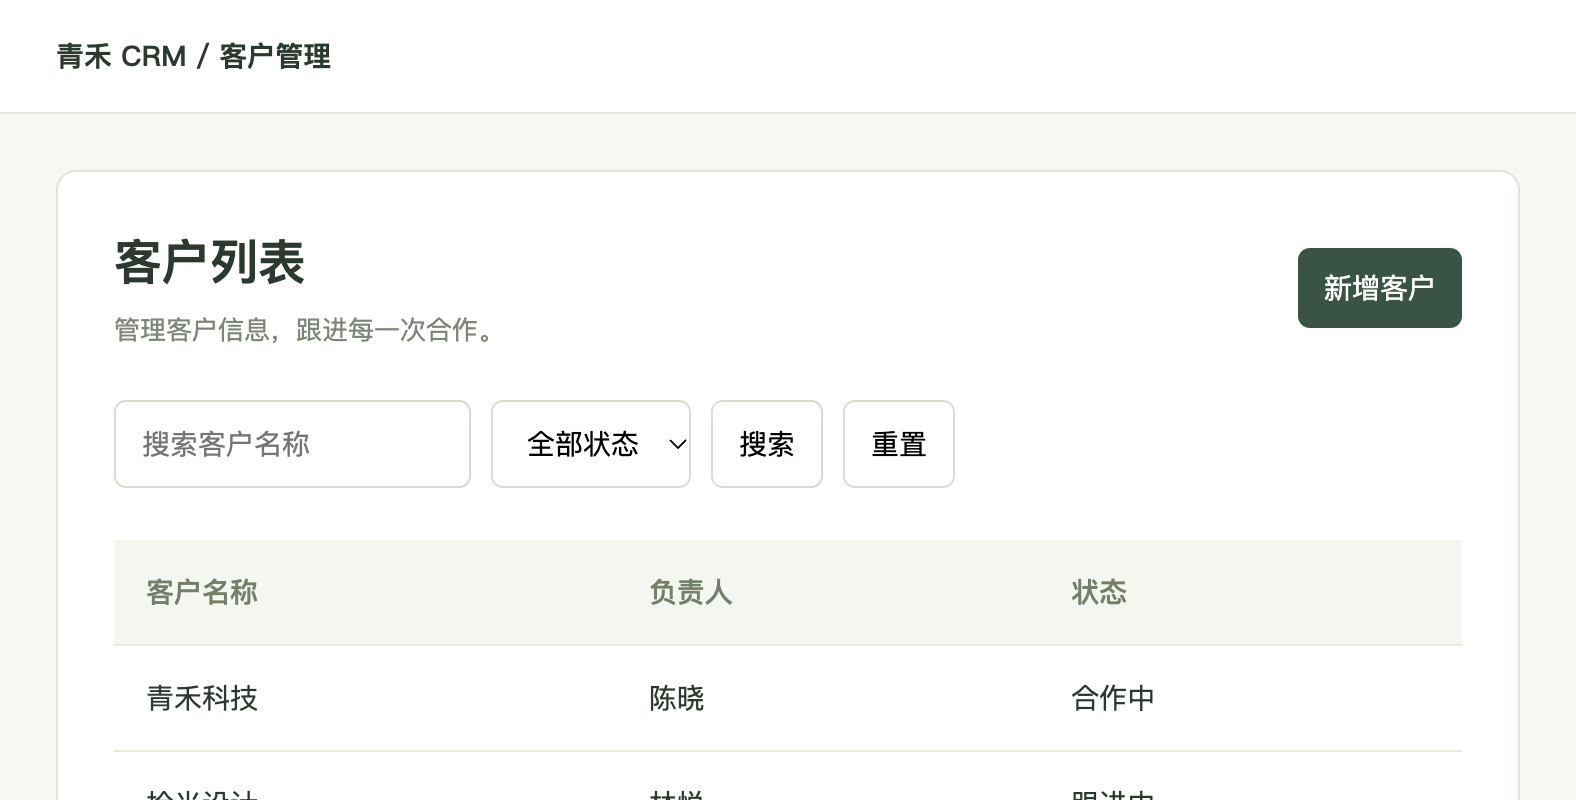 青禾 CRM / 客户管理
客户列表
管理客户信息，跟进每一次合作。
新增客户
搜索客户名称 全部状态 搜索 重置
客户名称 负责人 状态
青禾科技 陈晓 合作中